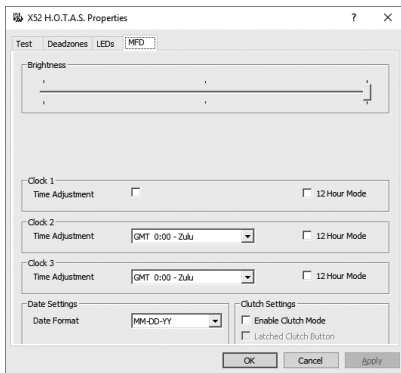 X52 H.O.T.A.S. Properties ? X
Test Deadzones LEDs MFD
Brightness
Clock 1
Time Adjustment 12 Hour Mode
Clock 2
Time Adjustment GMT 0:00 - Zulu 12 Hour Mode
Clock 3
Time Adjustment GMT 0:00 - Zulu 12 Hour Mode
Date Settings Clutch Settings
Date Format MM-DD-YY Enable Clutch Mode
Latched Clutch Button
OK Cancel Apply